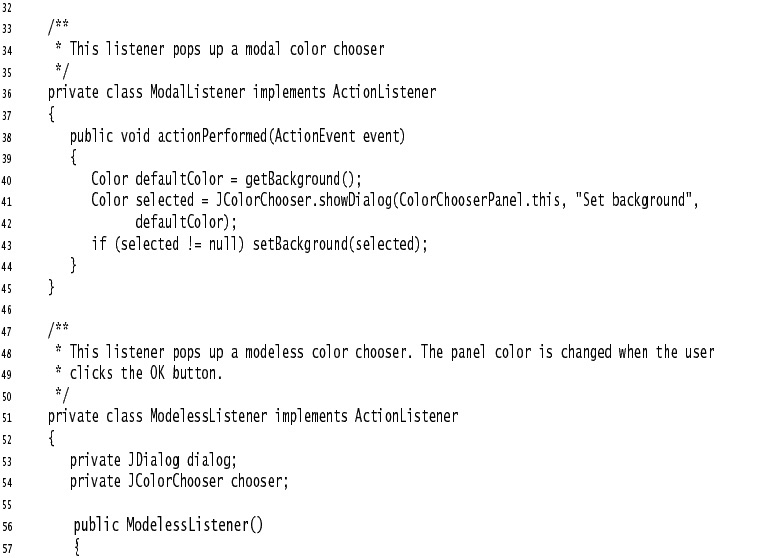 32
33 /**
34  * This listener pops up a modal color chooser
35  */
36 private class ModalListener implements ActionListener
37 {
38    public void actionPerformed(ActionEvent event)
39    {
40       Color defaultColor = getBackground();
41       Color selected = JColorChooser.showDialog(ColorChooserPanel.this, "Set background",
42             defaultColor);
43       if (selected != null) setBackground(selected);
44    }
45 }
46
47 /**
48  * This listener pops up a modeless color chooser. The panel color is changed when the user
49  * clicks the OK button.
50  */
51 private class ModelessListener implements ActionListener
52 {
53    private JDialog dialog;
54    private JColorChooser chooser;
55
56    public ModelessListener()
57    {